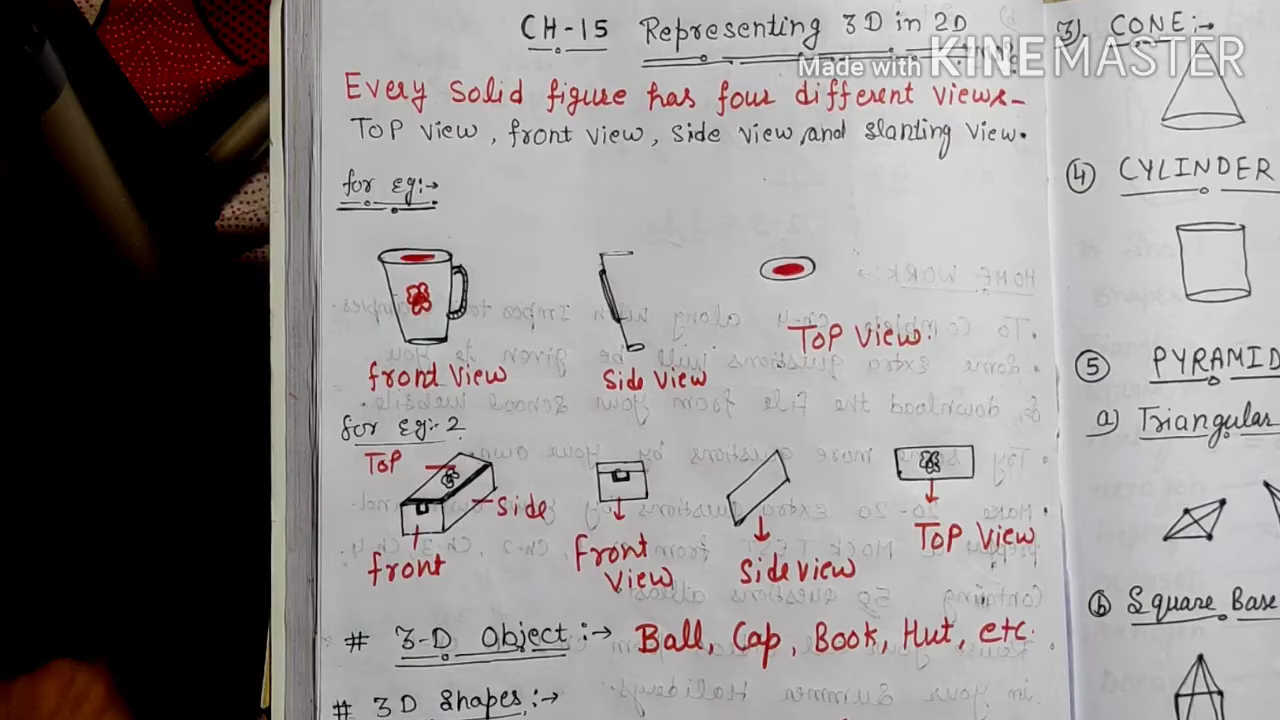 CH-15 Representing 3D in 2D
Made with KINEMASTER
Every solid figure has four different views-
Top view, front view, side view, and slanting view.
for eg:→
front View
Side View
Top View.
for eg:- 2
Top
Side
front
Front View
Side view
Top View
# 3-D Object:→ Ball, Cap, Book, Hut, etc.
# 3D Shapes:→
3). CONE:→
④ CYLINDER
⑤ PYRAMID
a) Triangular
ⓑ Square Base